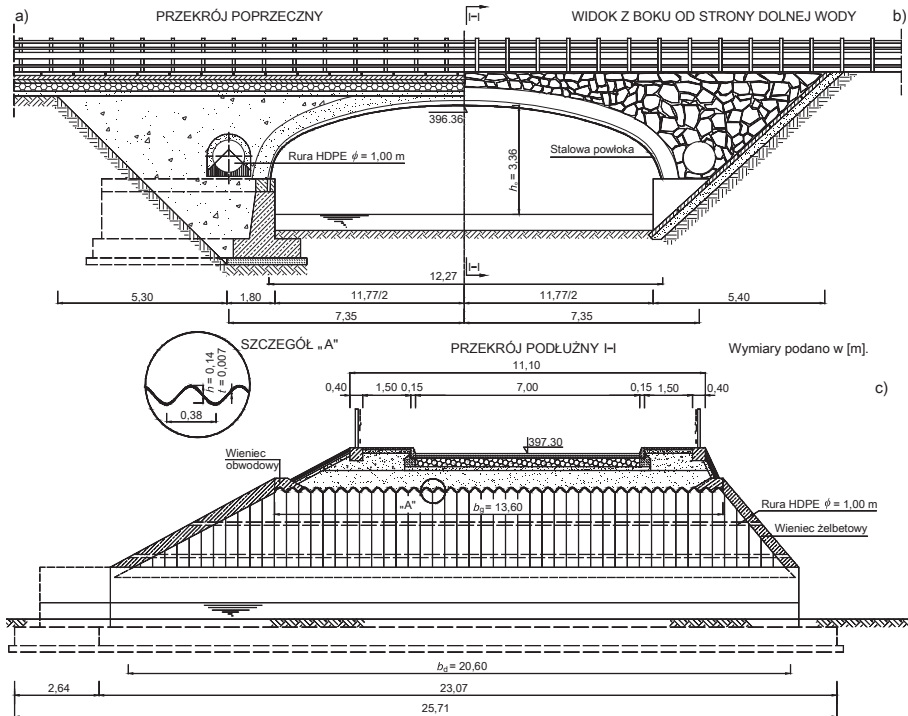 a)
PRZEKRÓJ POPRZECZNY
I–I
WIDOK Z BOKU OD STRONY DOLNEJ WODY
b)
396.36
Rura HDPE ϕ = 1,00 m
Stalowa powłoka
= 3,36
I–I
12,27
5,30
1,80
11,77/2
11,77/2
5,40
7,35
7,35
SZCZEGÓŁ „A"
PRZEKRÓJ PODŁUŻNY I-I
Wymiary podano w [m].
h = 0,14
t = 0,007
0,38
11,10
c)
0,40
1,50
0,15
7,00
0,15
1,50
0,40
Wieniec
obwodowy
397.30
„A"
bg = 13,60
Rura HDPE ϕ = 1,00 m
Wieniec żelbetowy
bd = 20,60
2,64
23,07
25,71